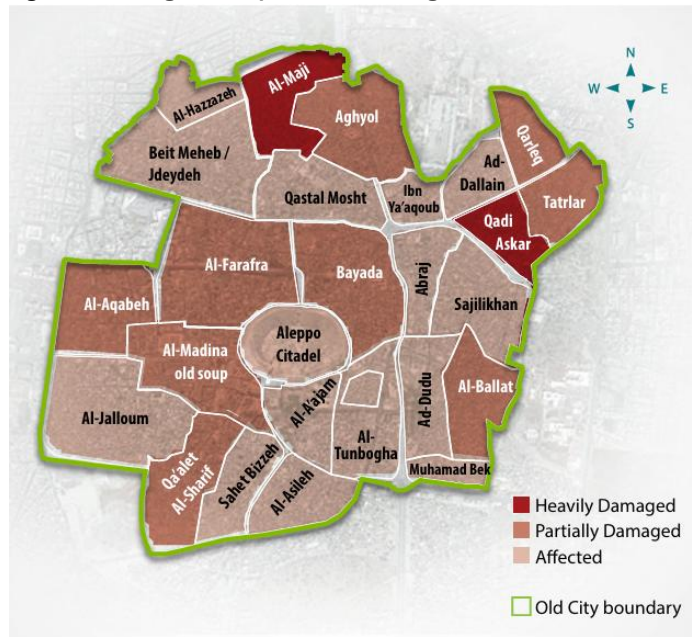 N
W
E
S
Al-Maji
Al-Hazzazeh
Aghyol
Qarleq
Beit Meheb /
Jdeydeh
Ad-
Dallain
Qastal Mosht
Ibn
Ya'aqoub
Tatrlar
Qadi
Askar
Al-Farafra
Bayada
Abraj
Sajilikhan
Al-Aqabeh
Aleppo
Citadel
Al-Madina
old soup
Al-A'ajam
Ad-Dudu
Al-Ballat
Al-Jalloum
Al-
Tunbogha
Qa'alet
Al-Sharif
Sahet Bizzeh
Al-Asileh
Muhamad Bek
Heavily Damaged
Partially Damaged
Affected
Old City boundary